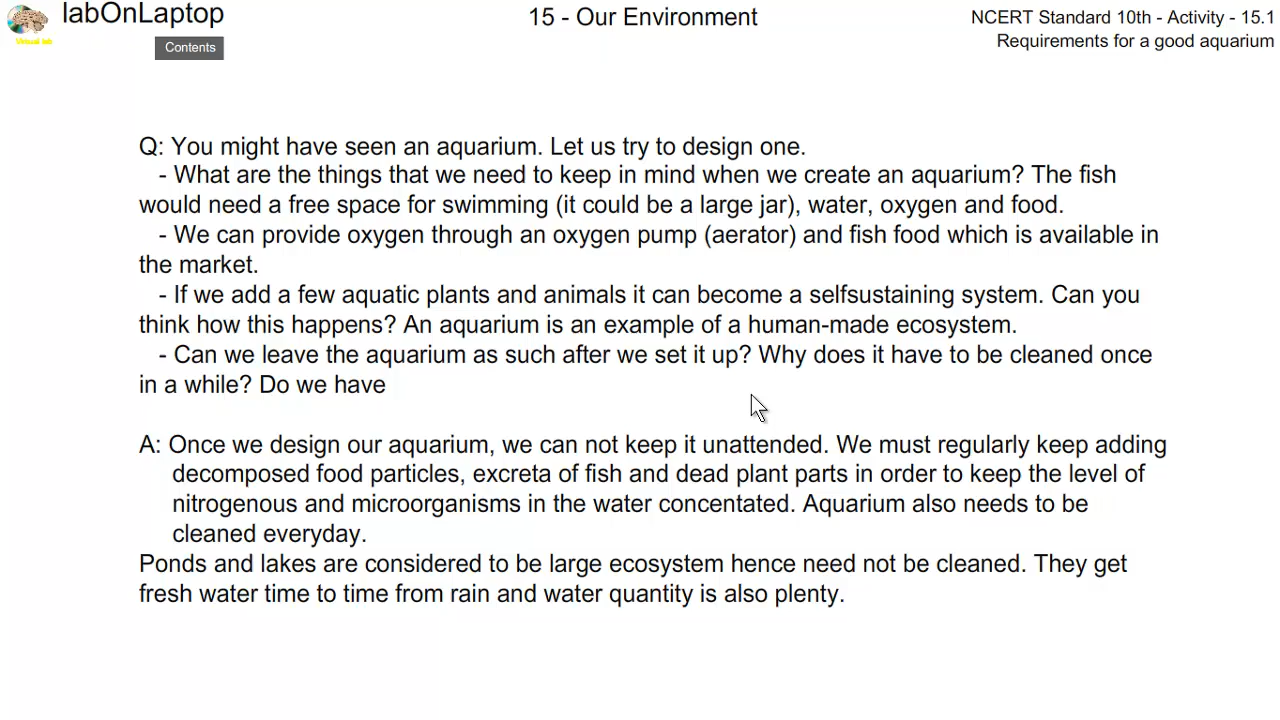 labOnLaptop
Virtual lab
Contents
15 - Our Environment
NCERT Standard 10th - Activity - 15.1
Requirements for a good aquarium
Q: You might have seen an aquarium. Let us try to design one.
- What are the things that we need to keep in mind when we create an aquarium? The fish
would need a free space for swimming (it could be a large jar), water, oxygen and food.
- We can provide oxygen through an oxygen pump (aerator) and fish food which is available in
the market.
- If we add a few aquatic plants and animals it can become a selfsustaining system. Can you
think how this happens? An aquarium is an example of a human-made ecosystem.
- Can we leave the aquarium as such after we set it up? Why does it have to be cleaned once
in a while? Do we have
A: Once we design our aquarium, we can not keep it unattended. We must regularly keep adding
decomposed food particles, excreta of fish and dead plant parts in order to keep the level of
nitrogenous and microorganisms in the water concentated. Aquarium also needs to be
cleaned everyday.
Ponds and lakes are considered to be large ecosystem hence need not be cleaned. They get
fresh water time to time from rain and water quantity is also plenty.